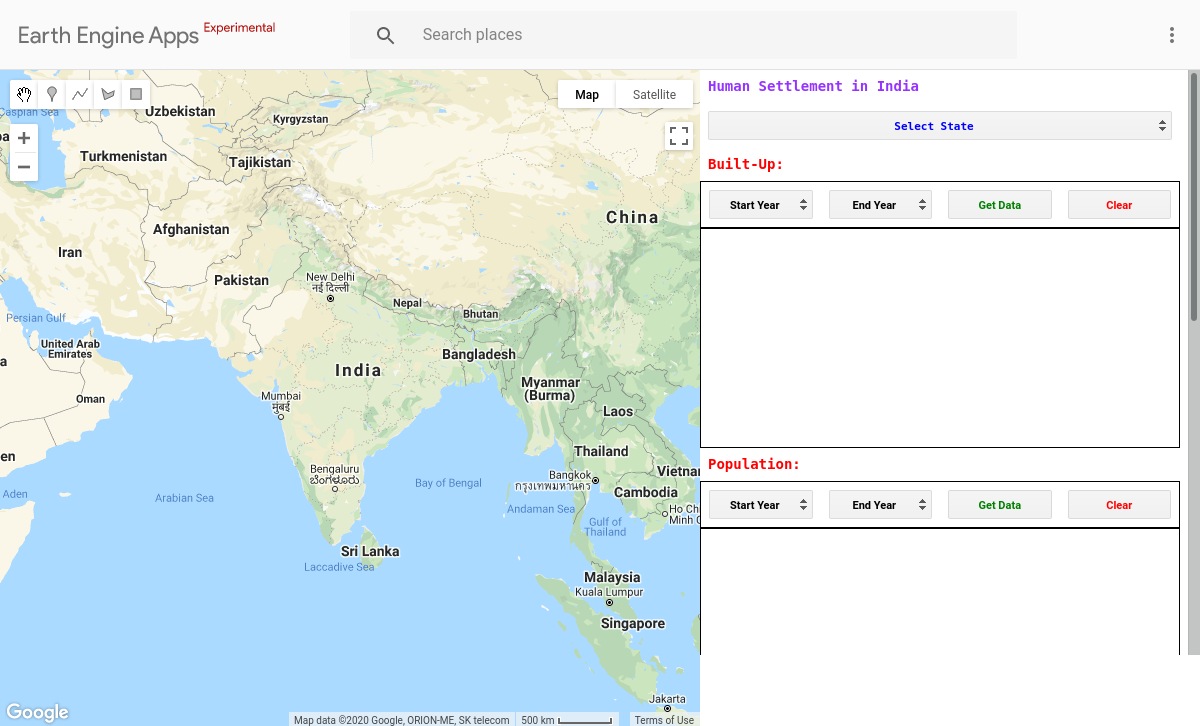 Earth Engine Apps Experimental
Search places
Map
Satellite
Caspian Sea
Uzbekistan
Kyrgyzstan
Turkmenistan
Tajikistan
China
Afghanistan
Iran
Pakistan
New Delhi
नई दिल्ली
Nepal
Bhutan
Persian Gulf
United Arab
Emirates
Bangladesh
India
Myanmar
(Burma)
Oman
Mumbai
मुंबई
Laos
Thailand
Bengaluru
ಬೆಂಗಳೂರು
Vietnam
Bangkok
กรุงเทพมหานคร
Cambodia
Bay of Bengal
Arabian Sea
Aden
en
Andaman Sea
Ho Ch
Minh C
Gulf of
Thailand
Sri Lanka
Laccadive Sea
Malaysia
Kuala Lumpur
Singapore
Jakarta
Google
Map data ©2020 Google, ORION-ME, SK telecom
500 km
Terms of Use
Human Settlement in India
Select State
Built-Up:
Start Year
End Year
Get Data
Clear
Population:
Start Year
End Year
Get Data
Clear